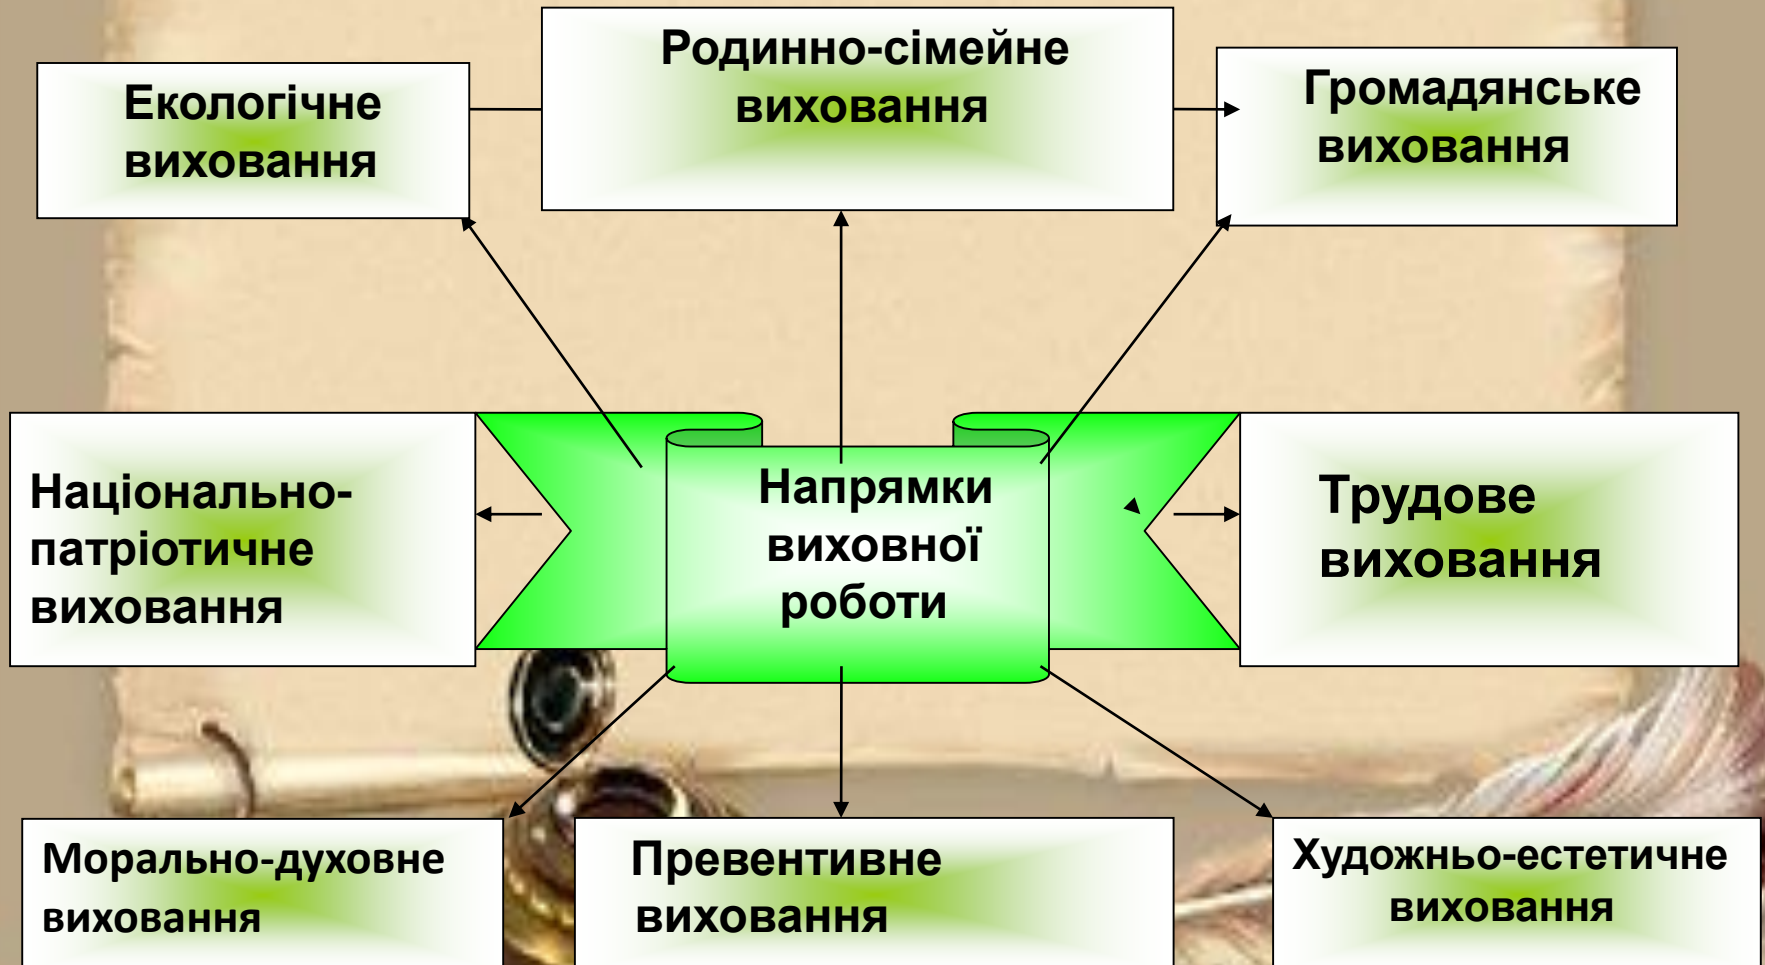 Родинно-сімейне
виховання
Екологічне
виховання
Громадянське
виховання
Національно-
патріотичне
виховання
Напрямки
виховної
роботи
Трудове
виховання
Морально-духовне
виховання
Превентивне
виховання
Художньо-естетичне
виховання